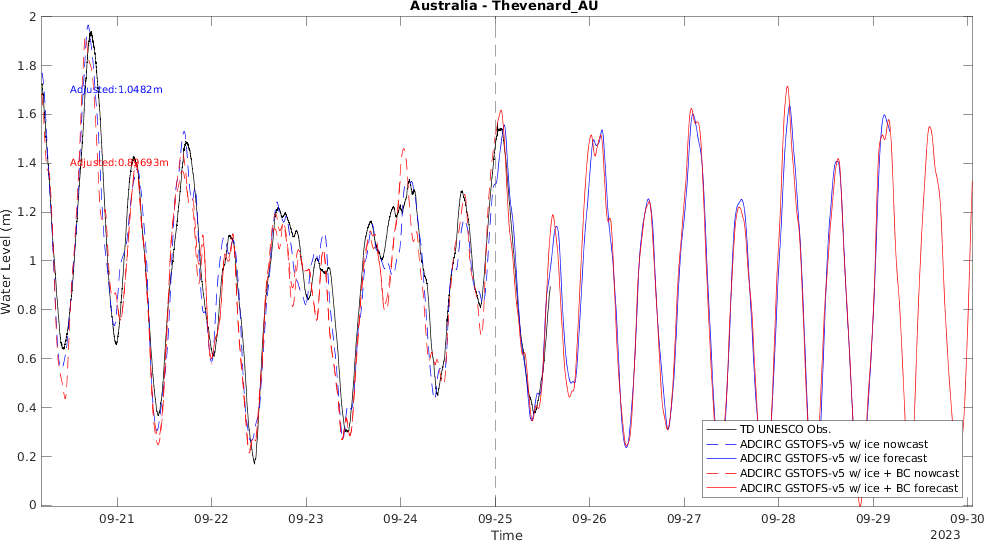 Australia - Thevenard_AU
2
1.8
1.6
1.4
1.2
1
0.8
0.6
0.4
0.2
0
Water Level (m)
Adjusted:1.0482m
Adjusted:0.89693m
TD UNESCO Obs.
ADCIRC GSTOFS-v5 w/ ice nowcast
ADCIRC GSTOFS-v5 w/ ice forecast
ADCIRC GSTOFS-v5 w/ ice + BC nowcast
ADCIRC GSTOFS-v5 w/ ice + BC forecast
09-21 09-22 09-23 09-24 09-25 09-26 09-27 09-28 09-29 09-30
Time
2023